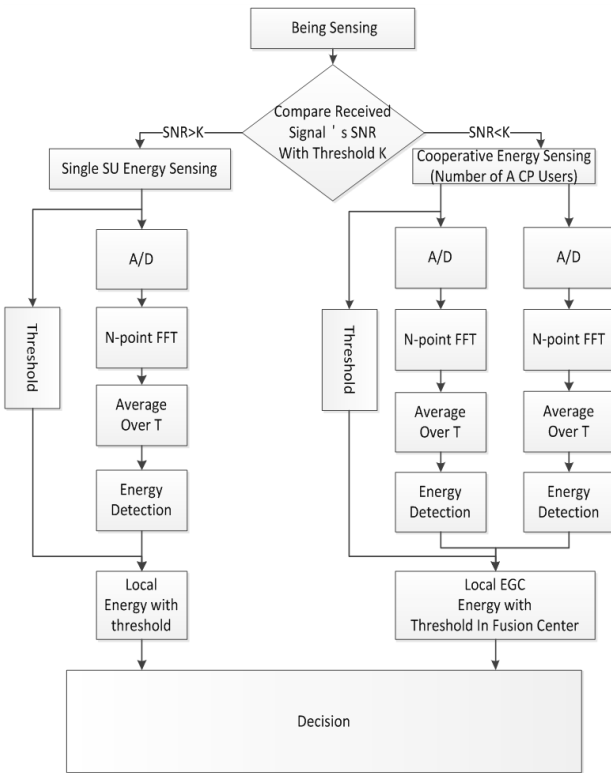 Being Sensing
Compare Received
Signal ' s SNR
With Threshold K
SNR>K
SNR<K
Single SU Energy Sensing
Cooperative Energy Sensing
(Number of A CP Users)
A/D
A/D
A/D
Threshold
N-point FFT
Threshold
N-point FFT
N-point FFT
Average
Over T
Average
Over T
Average
Over T
Energy
Detection
Energy
Detection
Energy
Detection
Local
Energy with
threshold
Local EGC
Energy with
Threshold In Fusion Center
Decision